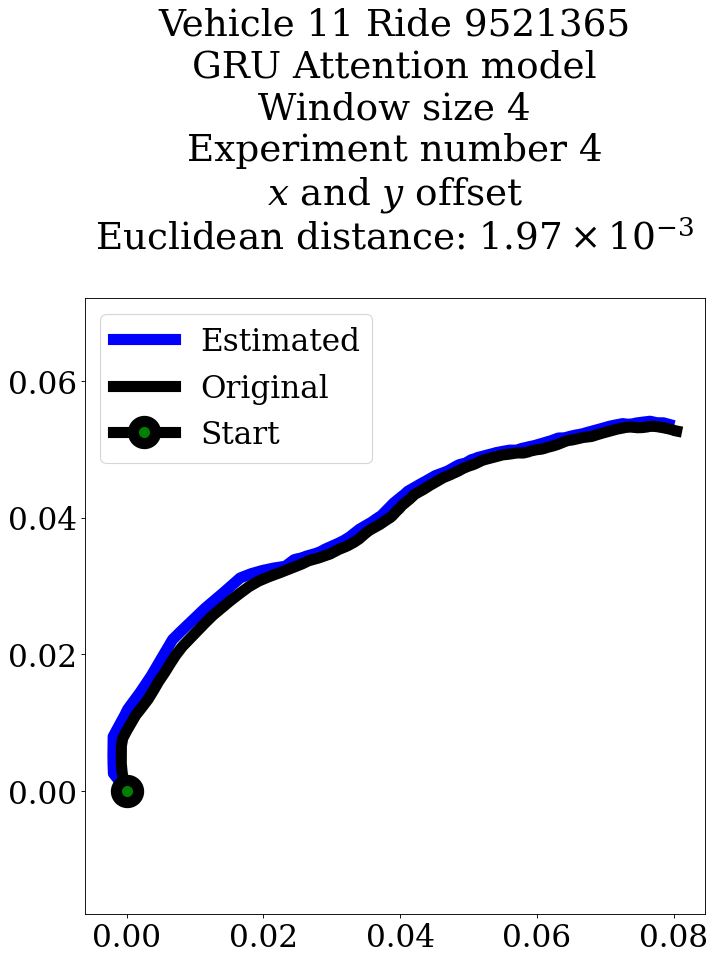 Vehicle 11 Ride 9521365
GRU Attention model
Window size 4
Experiment number 4
x and y offset
Euclidean distance: 1.97 × 10⁻³
Estimated
Original
Start
0.06
0.04
0.02
0.00
0.00 0.02 0.04 0.06 0.08